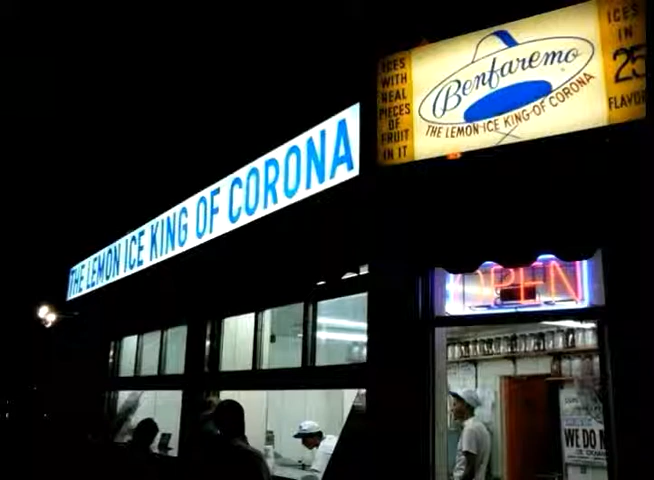 THE LEMON ICE KING OF CORONA
ICES
WITH
REAL
PIECES
OF
FRUIT
IN IT
Benfaremo
THE LEMON ICE KING OF CORONA
ICES
IN
25
OPEN
WE DO